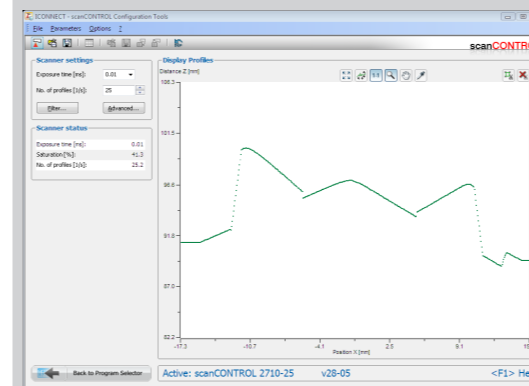 ICONNECT - scanCONTROL Configuration Tools
File Parameters Options ?
scanCONTRO
Scanner settings
Exposure time [ms]: 0.01
No. of profiles [1/s]: 25
Filter... Advanced...
Scanner status
Exposure time [ms]: 0.01
Saturation [%]: 41.3
No. of profiles [1/s]: 25.2
Display Profiles
Distance Z [mm]
106.3
101.5
96.6
91.8
87.0
82.2
-17.3 -10.7 -4.1 2.5 9.1
Position X [mm]
Back to Program Selector
Active: scanCONTROL 2710-25 v28-05 <F1> He